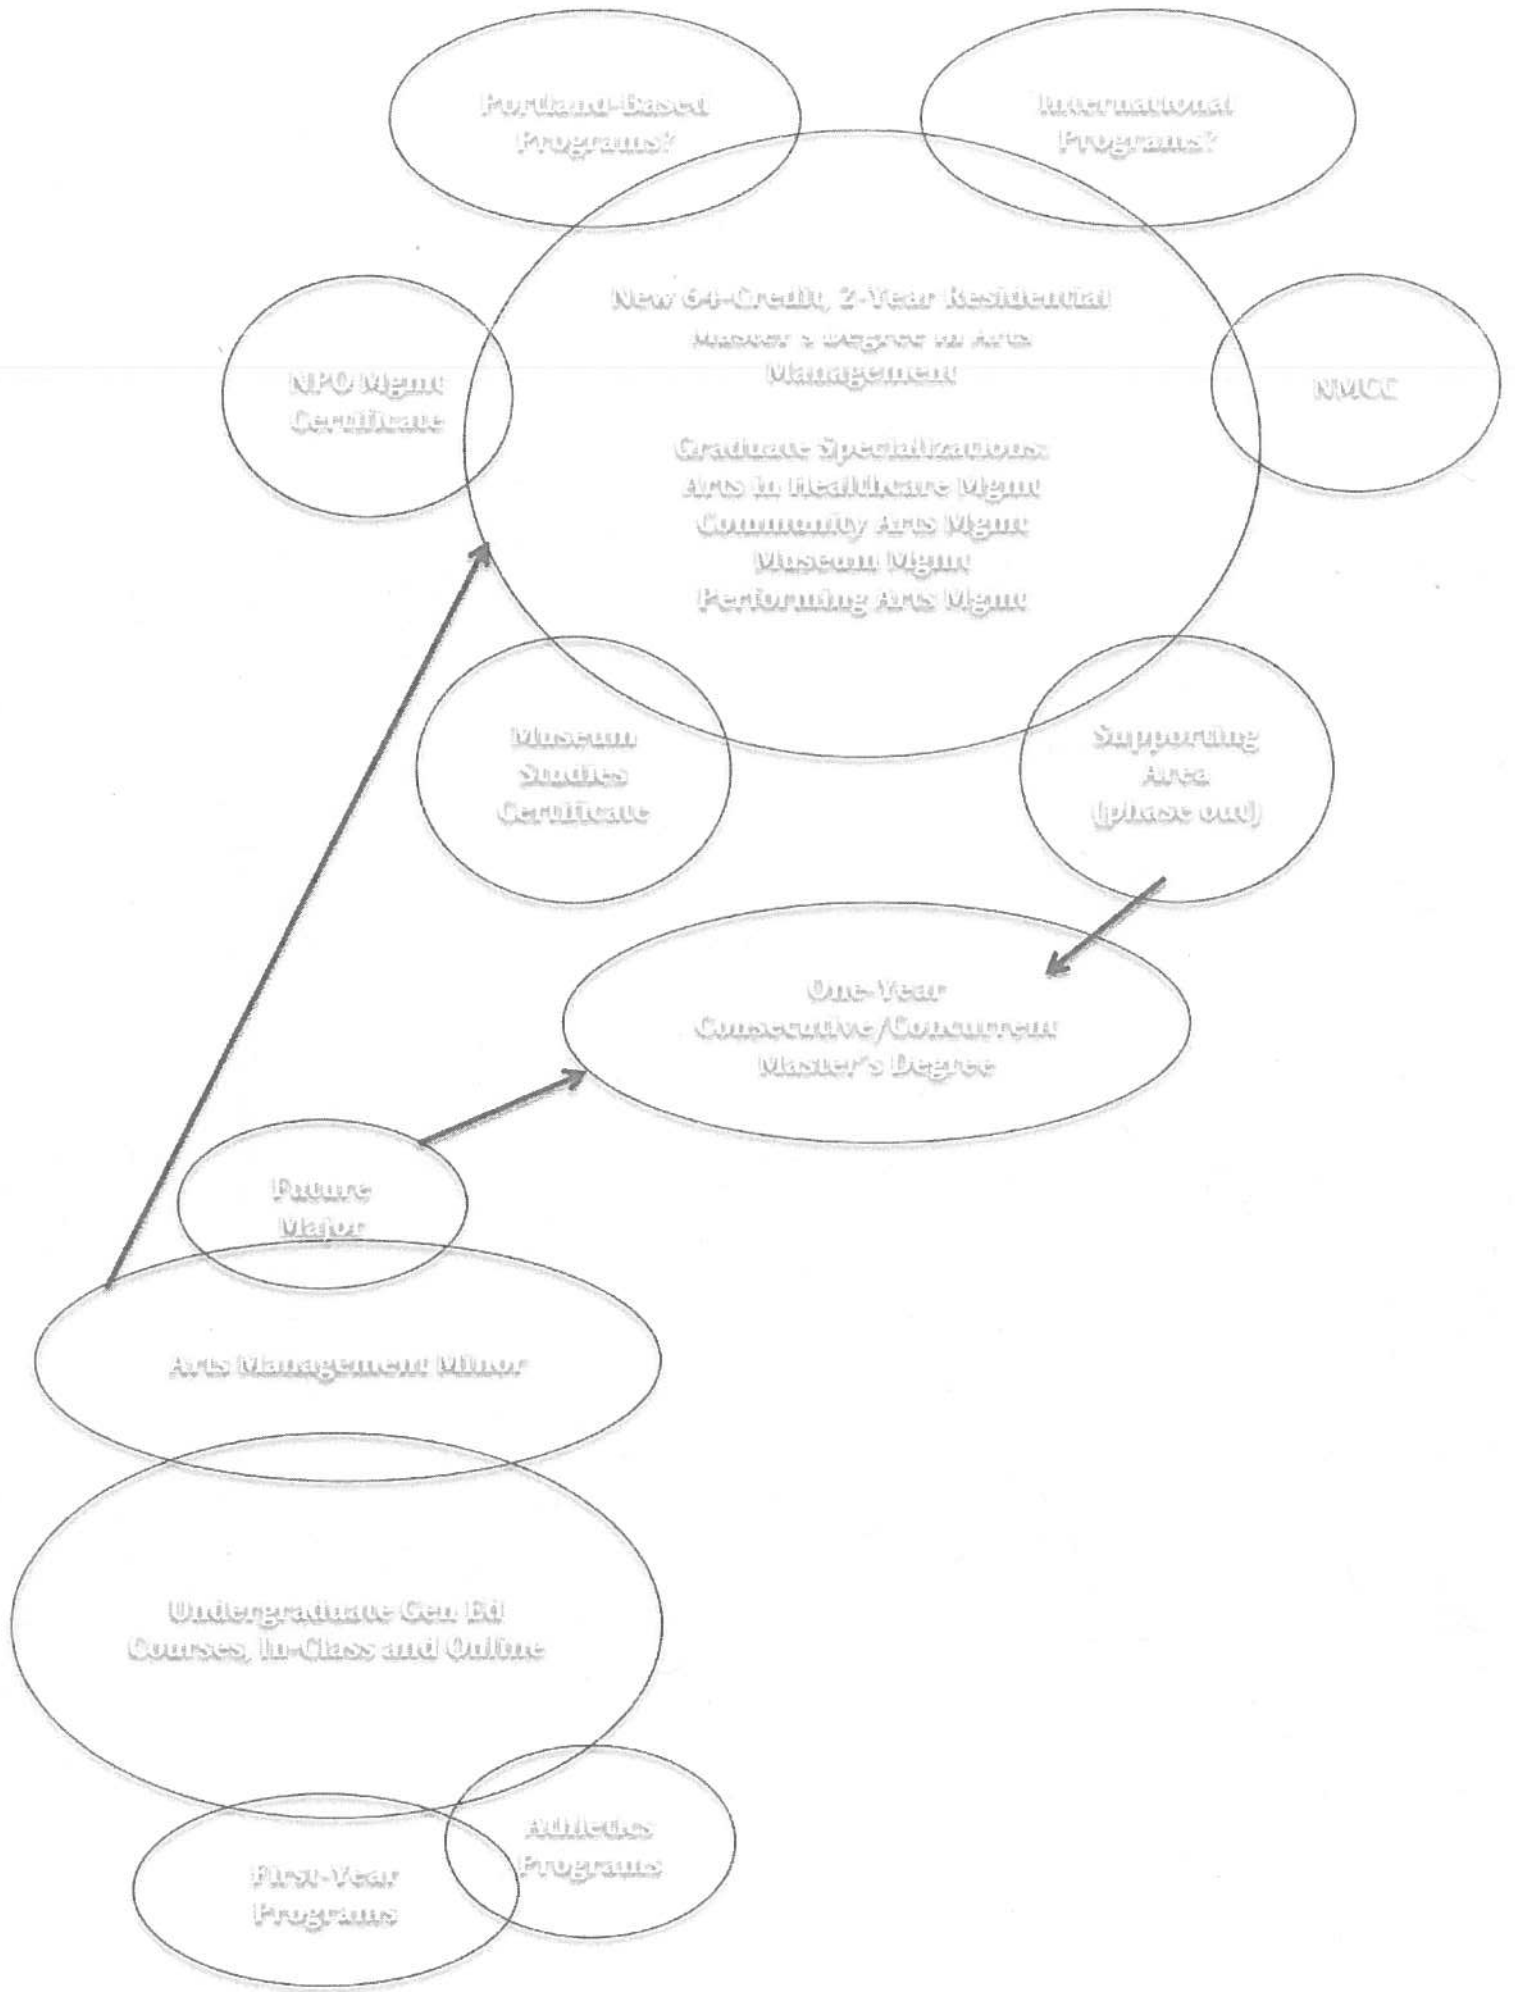 Portland-Based
Programs?
International
Programs?
New 64-Credit, 2-Year Residential
Master's Degree in Arts
Management
NPO Mgmt
Certificate
NMCC
Graduate Specializations:
Arts in Healthcare Mgmt
Community Arts Mgmt
Museum Mgmt
Performing Arts Mgmt
Museum
Studies
Certificate
Supporting
Area
(phase out)
One-Year
Consecutive/Concurrent
Master's Degree
Future
Major
Arts Management Minor
Undergraduate Gen Ed
Courses, In-Class and Online
Athletics
Programs
First-Year
Programs